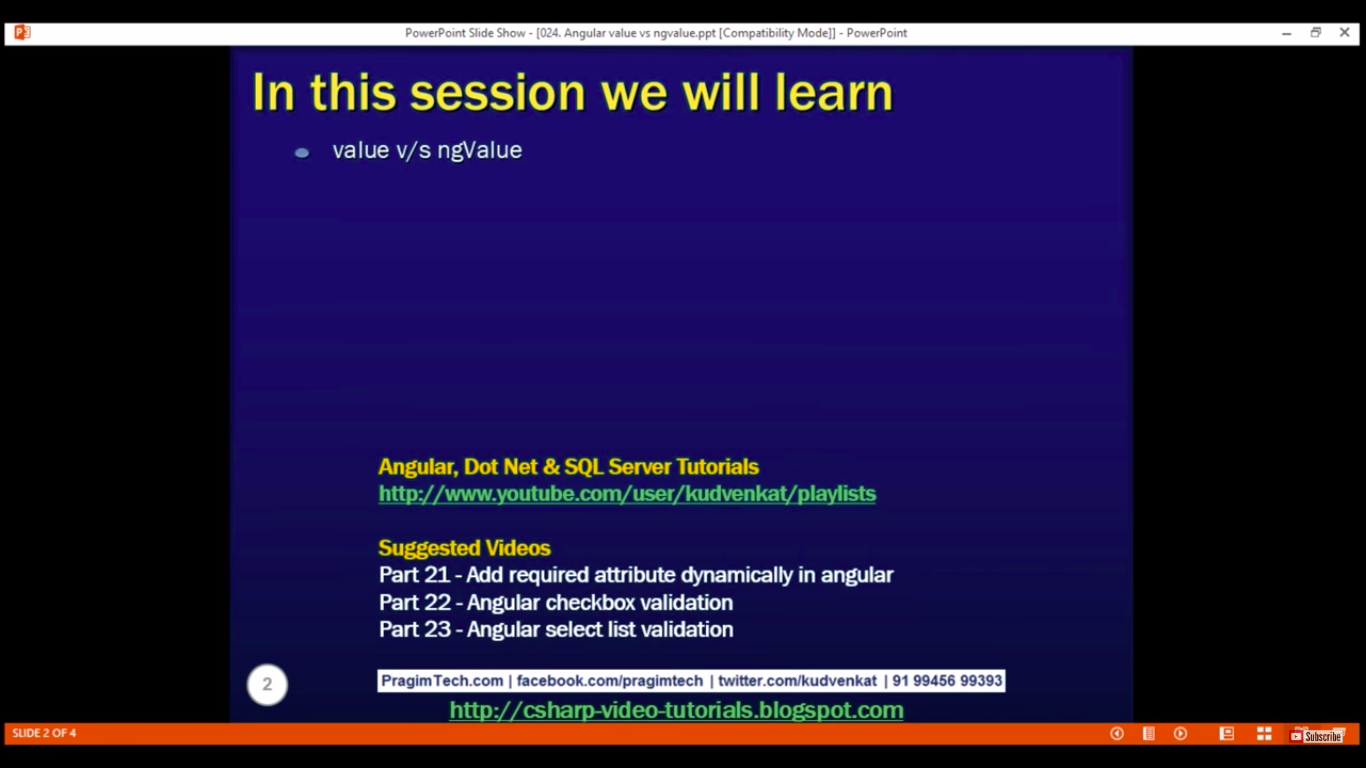 PowerPoint Slide Show - [024. Angular value vs ngvalue.ppt [Compatibility Mode]] - PowerPoint
In this session we will learn
value v/s ngValue
Angular, Dot Net & SQL Server Tutorials
http://www.youtube.com/user/kudvenkat/playlists
Suggested Videos
Part 21 - Add required attribute dynamically in angular
Part 22 - Angular checkbox validation
Part 23 - Angular select list validation
2
PragimTech.com | facebook.com/pragimtech | twitter.com/kudvenkat | 91 99456 99393
http://csharp-video-tutorials.blogspot.com
SLIDE 2 OF 4
Subscribe